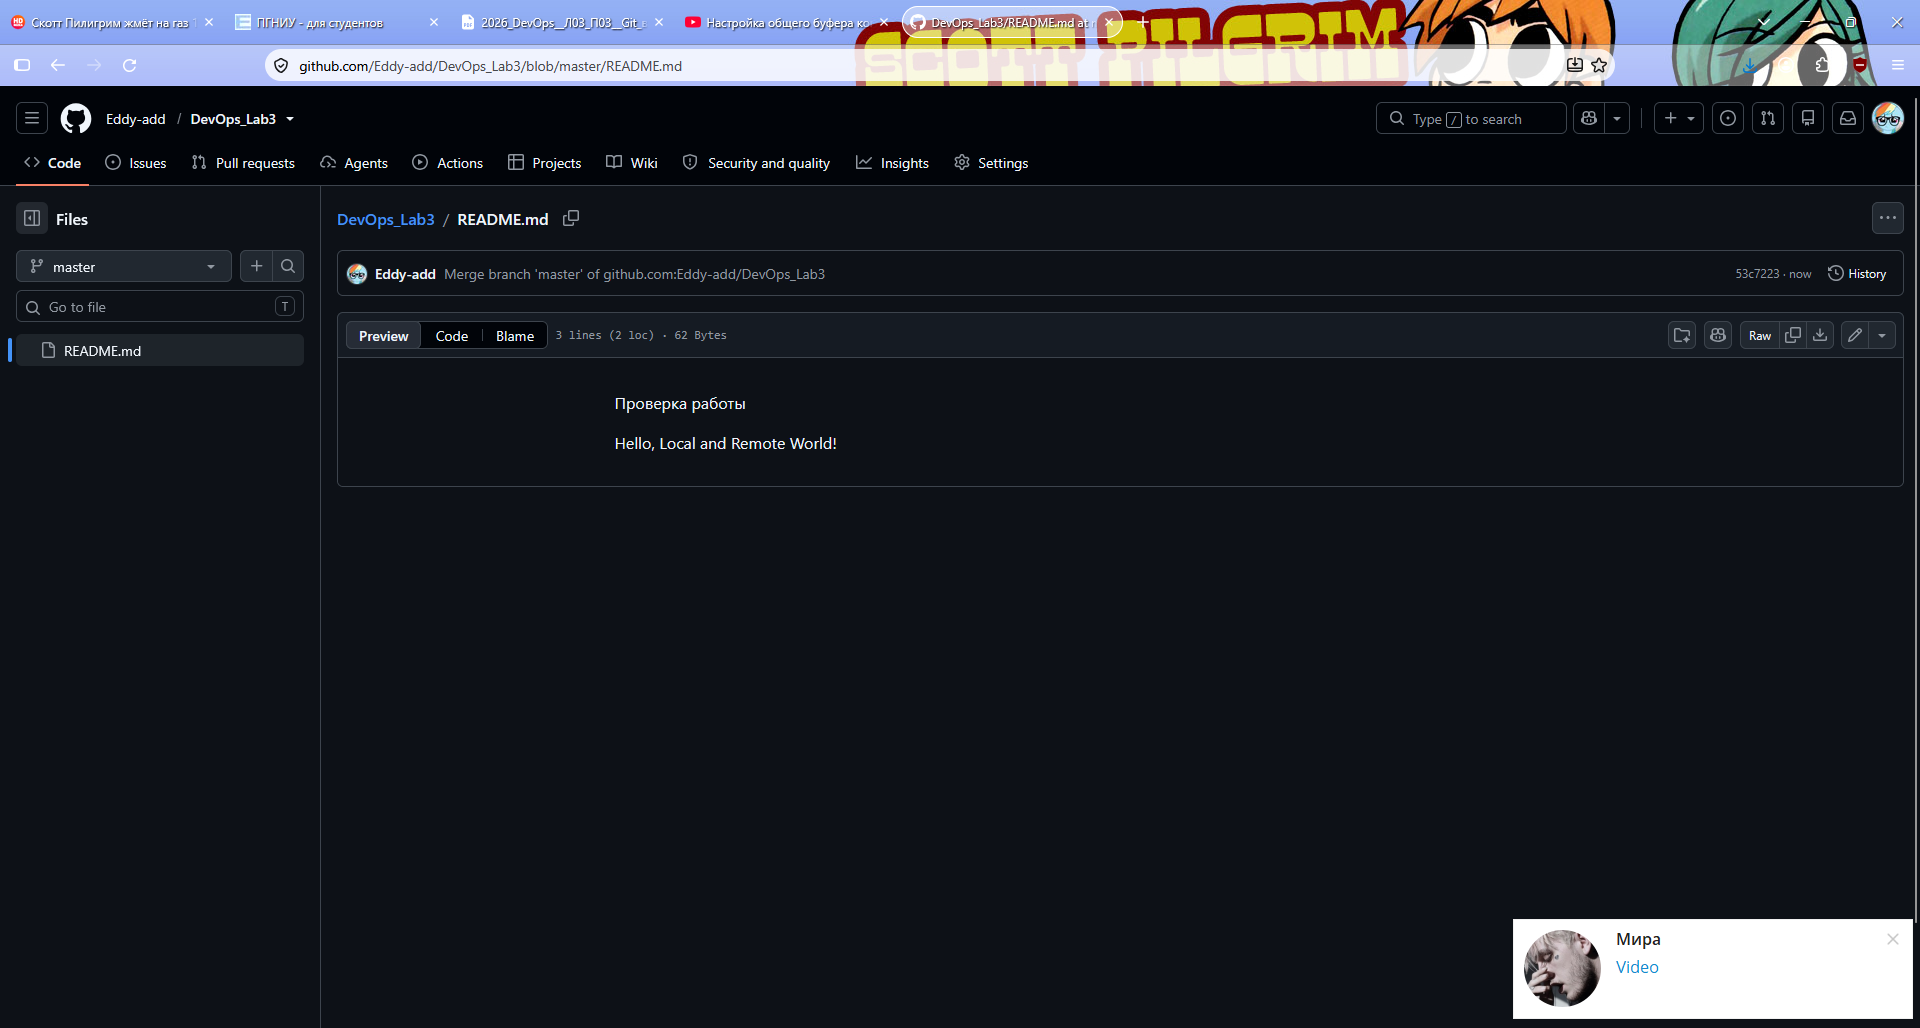 Скотт Пилигрим жмёт на газ
ПГНИУ - для студентов
2026_DevOps__Л03_П03__Git_
Настройка общего буфера ко
DevOps_Lab3/README.md at
SCOTT PILGRIM
github.com/Eddy-add/DevOps_Lab3/blob/master/README.md
Eddy-add / DevOps_Lab3
Type / to search
Code Issues Pull requests Agents Actions Projects Wiki Security and quality Insights Settings
Files
DevOps_Lab3 / README.md
master
Eddy-add Merge branch 'master' of github.com:Eddy-add/DevOps_Lab3
53c7223 · now History
Go to file T
Preview Code Blame 3 lines (2 loc) · 62 Bytes
Raw
README.md
Проверка работы
Hello, Local and Remote World!
Мира
Video